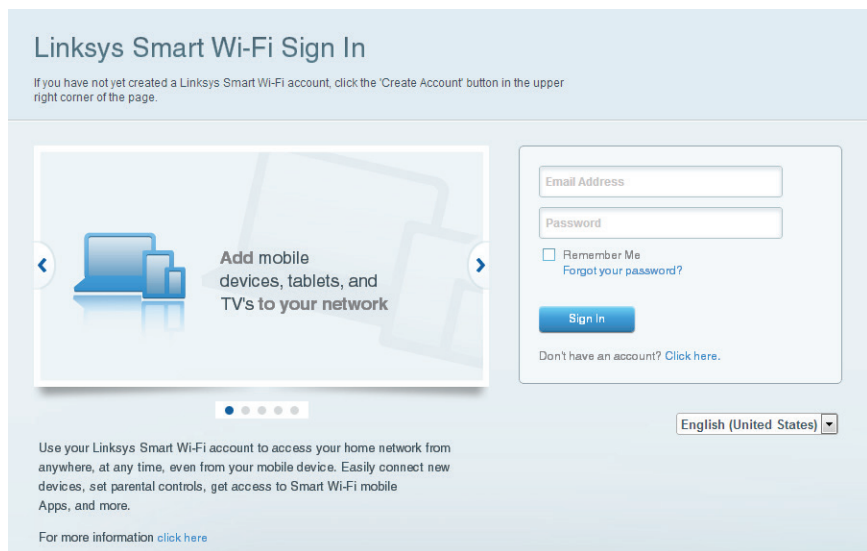 Linksys Smart Wi-Fi Sign In
If you have not yet created a Linksys Smart Wi-Fi account, click the 'Create Account' button in the upper
right corner of the page.
Add mobile
devices, tablets, and
TV's to your network
Email Address
Password
Remember Me
Forgot your password?
Sign In
Don't have an account? Click here.
English (United States)
Use your Linksys Smart Wi-Fi account to access your home network from
anywhere, at any time, even from your mobile device. Easily connect new
devices, set parental controls, get access to Smart Wi-Fi mobile
Apps, and more.
For more information click here